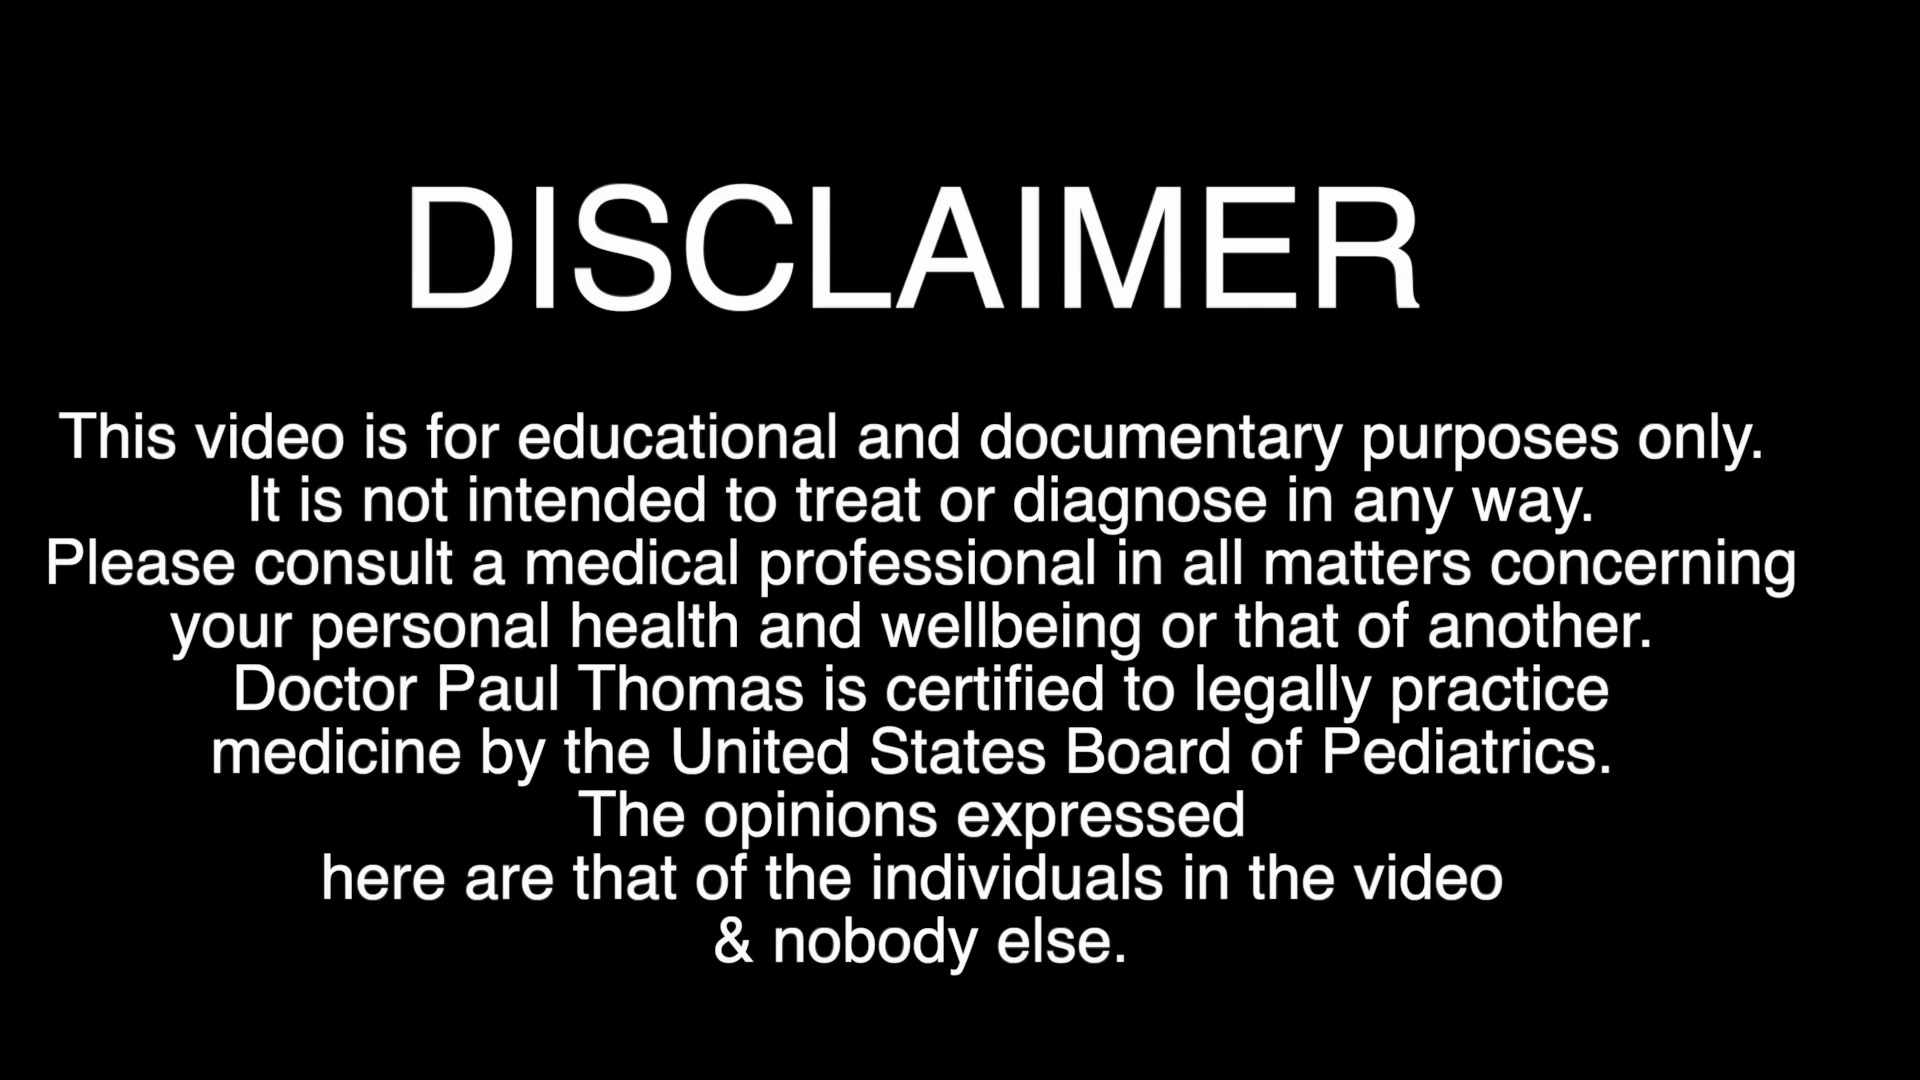 DISCLAIMER
This video is for educational and documentary purposes only.
It is not intended to treat or diagnose in any way.
Please consult a medical professional in all matters concerning
your personal health and wellbeing or that of another.
Doctor Paul Thomas is certified to legally practice
medicine by the United States Board of Pediatrics.
The opinions expressed
here are that of the individuals in the video
& nobody else.